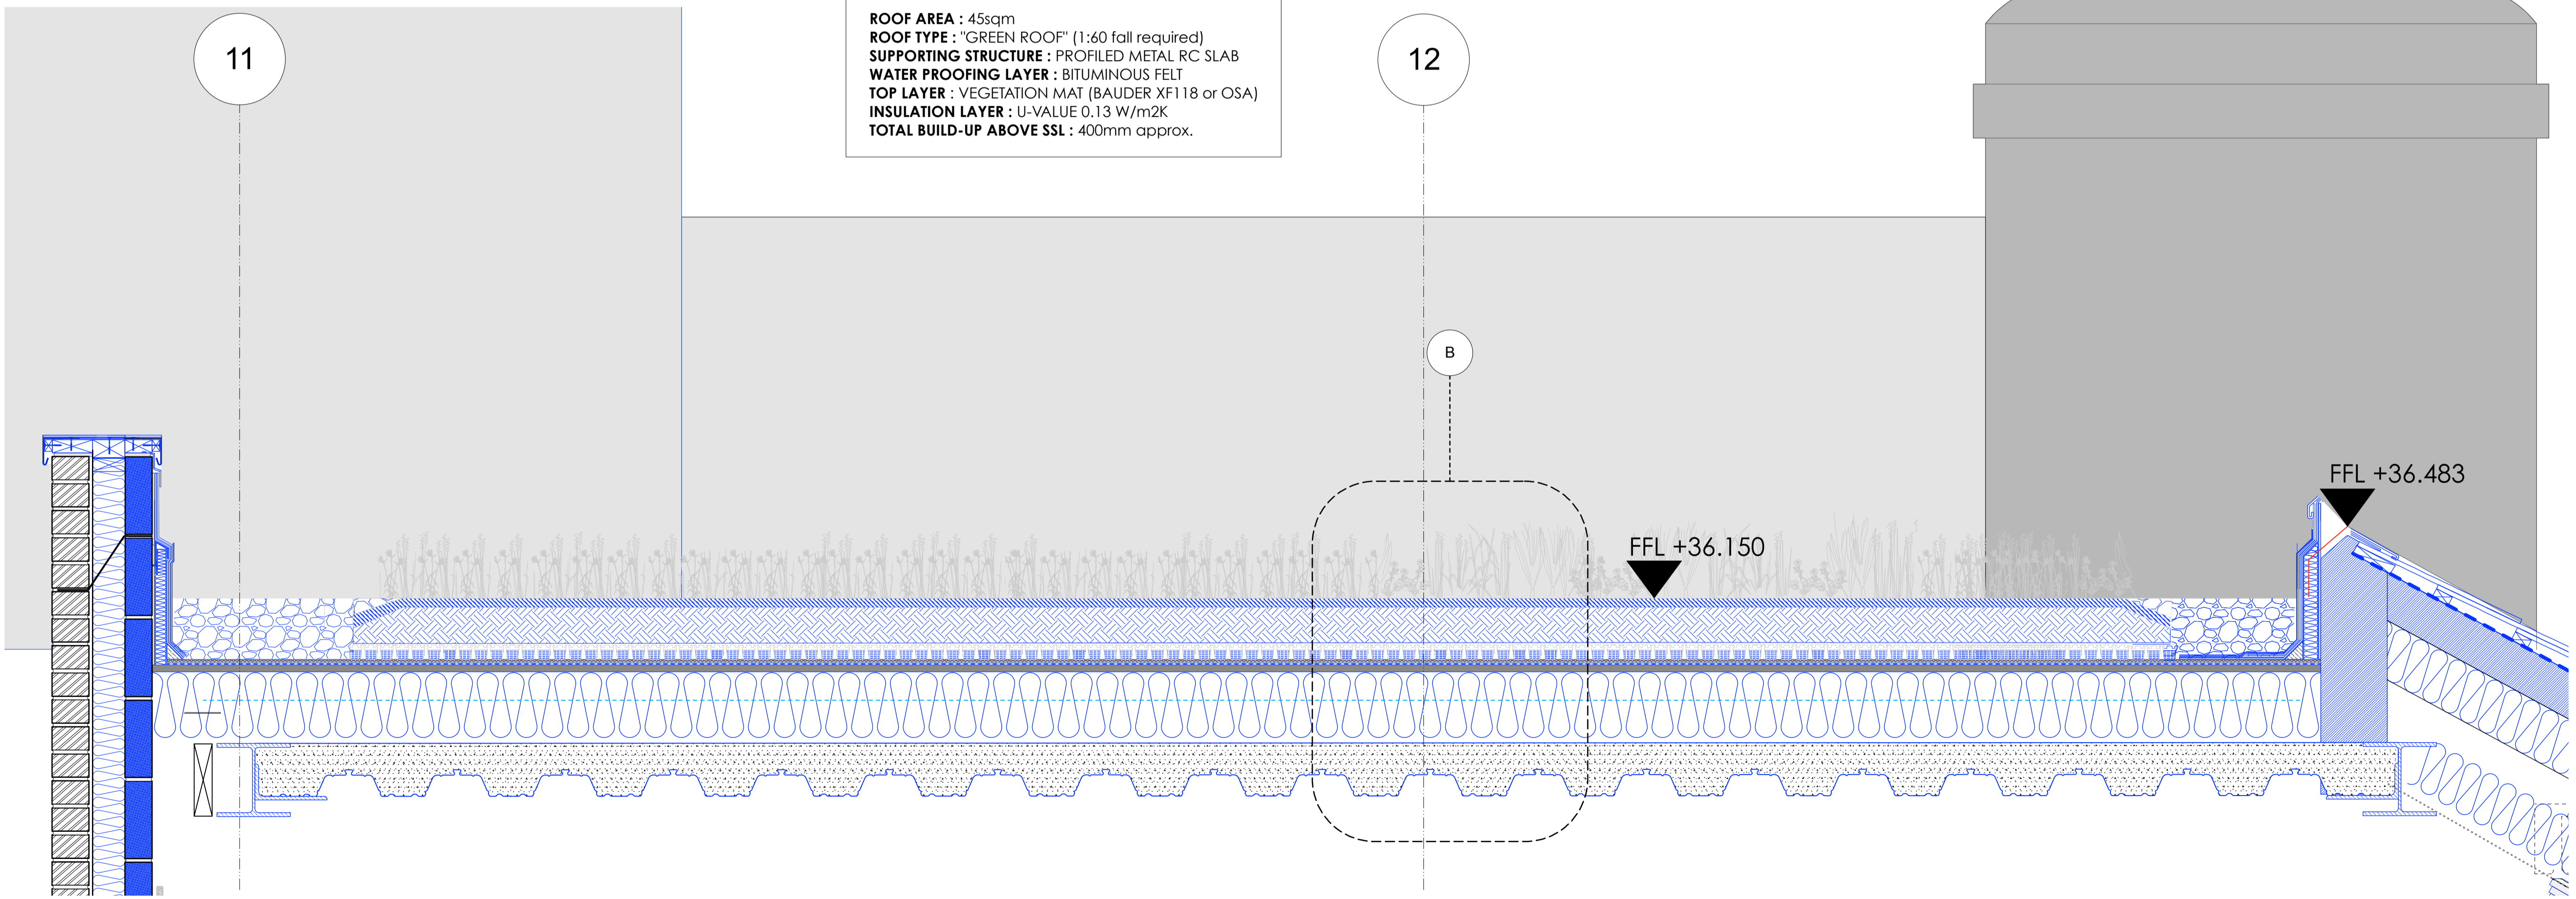 ROOF AREA : 45sqm
ROOF TYPE : "GREEN ROOF" (1:60 fall required)
SUPPORTING STRUCTURE : PROFILED METAL RC SLAB
WATER PROOFING LAYER : BITUMINOUS FELT
TOP LAYER : VEGETATION MAT (BAUDER XF118 or OSA)
INSULATION LAYER : U-VALUE 0.13 W/m2K
TOTAL BUILD-UP ABOVE SSL : 400mm approx.
11
12
B
FFL +36.483
FFL +36.150